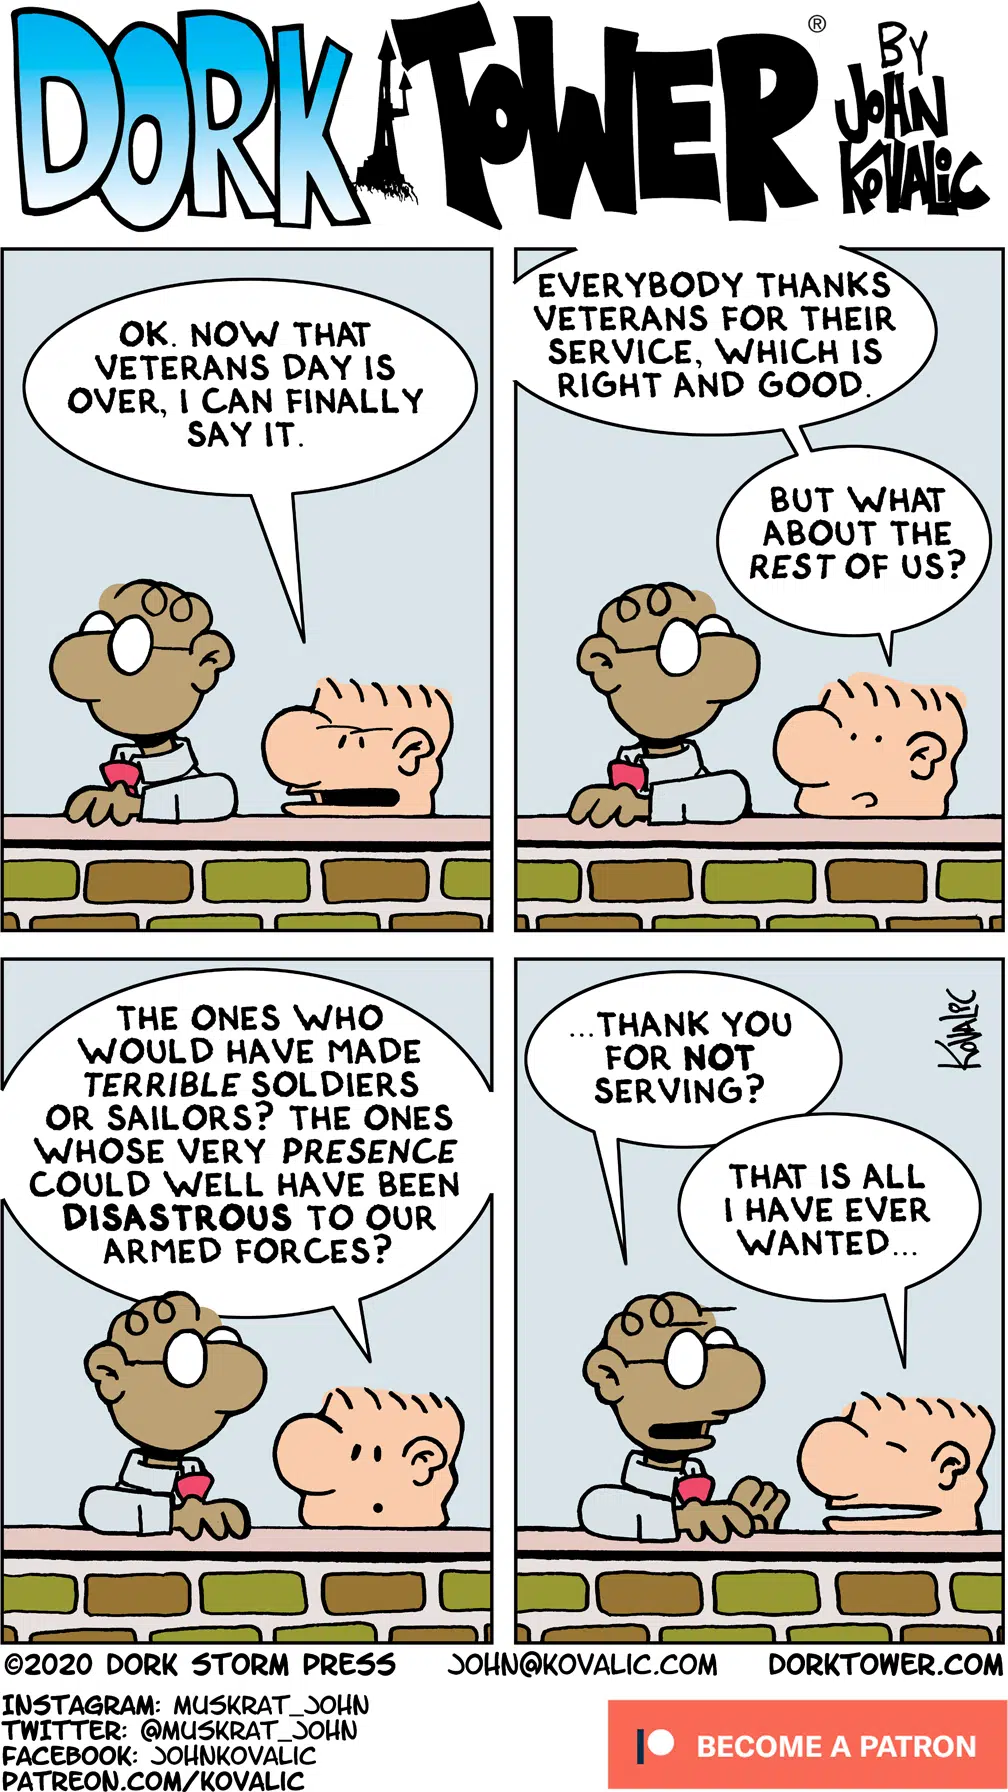 DORK TOWER®
BY
JOHN
KOVALIC
OK. NOW THAT
VETERANS DAY IS
OVER, I CAN FINALLY
SAY IT.
EVERYBODY THANKS
VETERANS FOR THEIR
SERVICE, WHICH IS
RIGHT AND GOOD.
BUT WHAT
ABOUT THE
REST OF US?
THE ONES WHO
WOULD HAVE MADE
TERRIBLE SOLDIERS
OR SAILORS? THE ONES
WHOSE VERY PRESENCE
COULD WELL HAVE BEEN
DISASTROUS TO OUR
ARMED FORCES?
...THANK YOU
FOR NOT
SERVING?
THAT IS ALL
I HAVE EVER
WANTED...
KOVALIC
©2020 DORK STORM PRESS JOHN@KOVALIC.COM DORKTOWER.COM
INSTAGRAM: MUSKRAT_JOHN
TWITTER: @MUSKRAT_JOHN
FACEBOOK: JOHNKOVALIC
PATREON.COM/KOVALIC
BECOME A PATRON